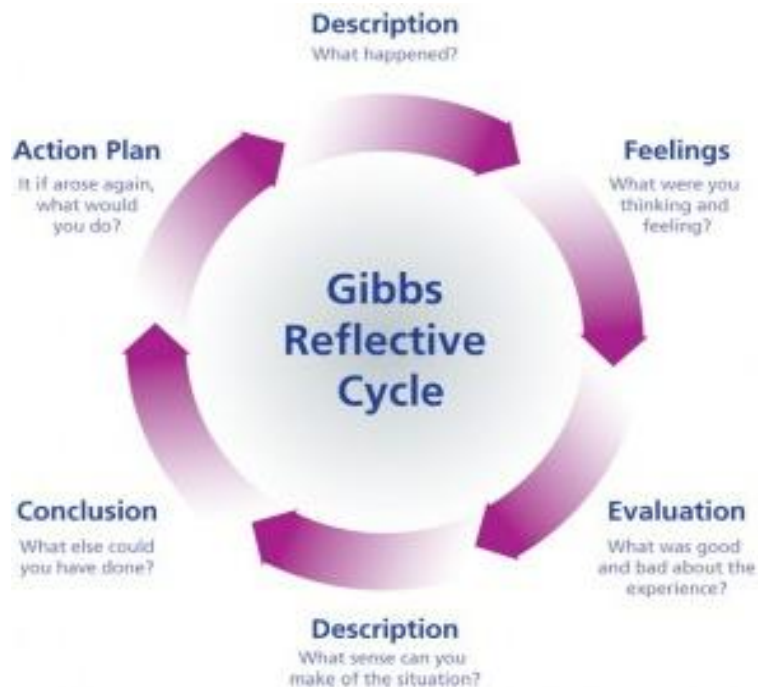 Description
What happened?
Feelings
What were you
thinking and
feeling?
Evaluation
What was good
and bad about the
experience?
Description
What sense can you
make of the situation?
Conclusion
What else could
you have done?
Action Plan
It if arose again,
what would
you do?
Gibbs
Reflective
Cycle